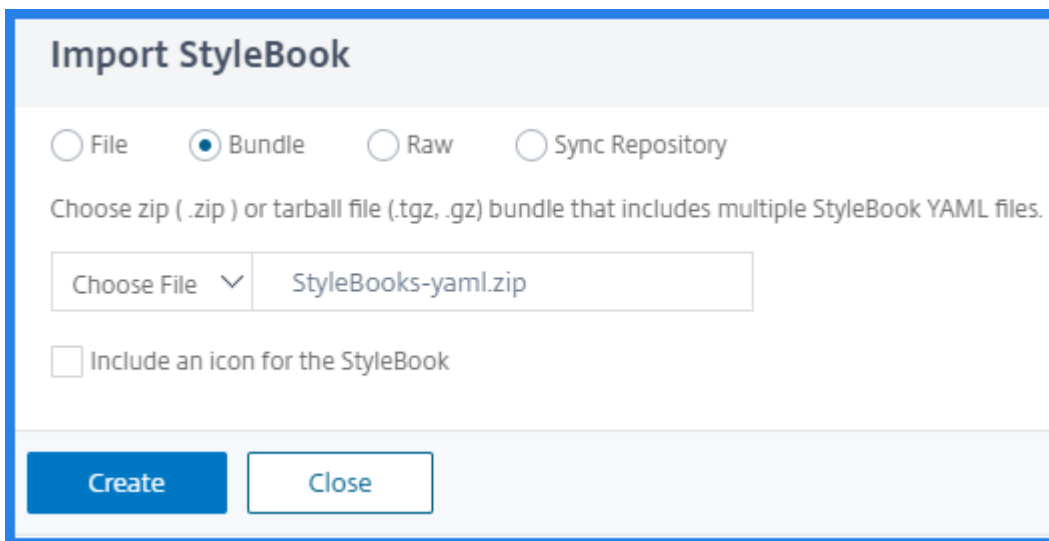 Import StyleBook
File Bundle Raw Sync Repository
Choose zip ( .zip ) or tarball file (.tgz, .gz) bundle that includes multiple StyleBook YAML files.
Choose File StyleBooks-yaml.zip
Include an icon for the StyleBook
Create Close